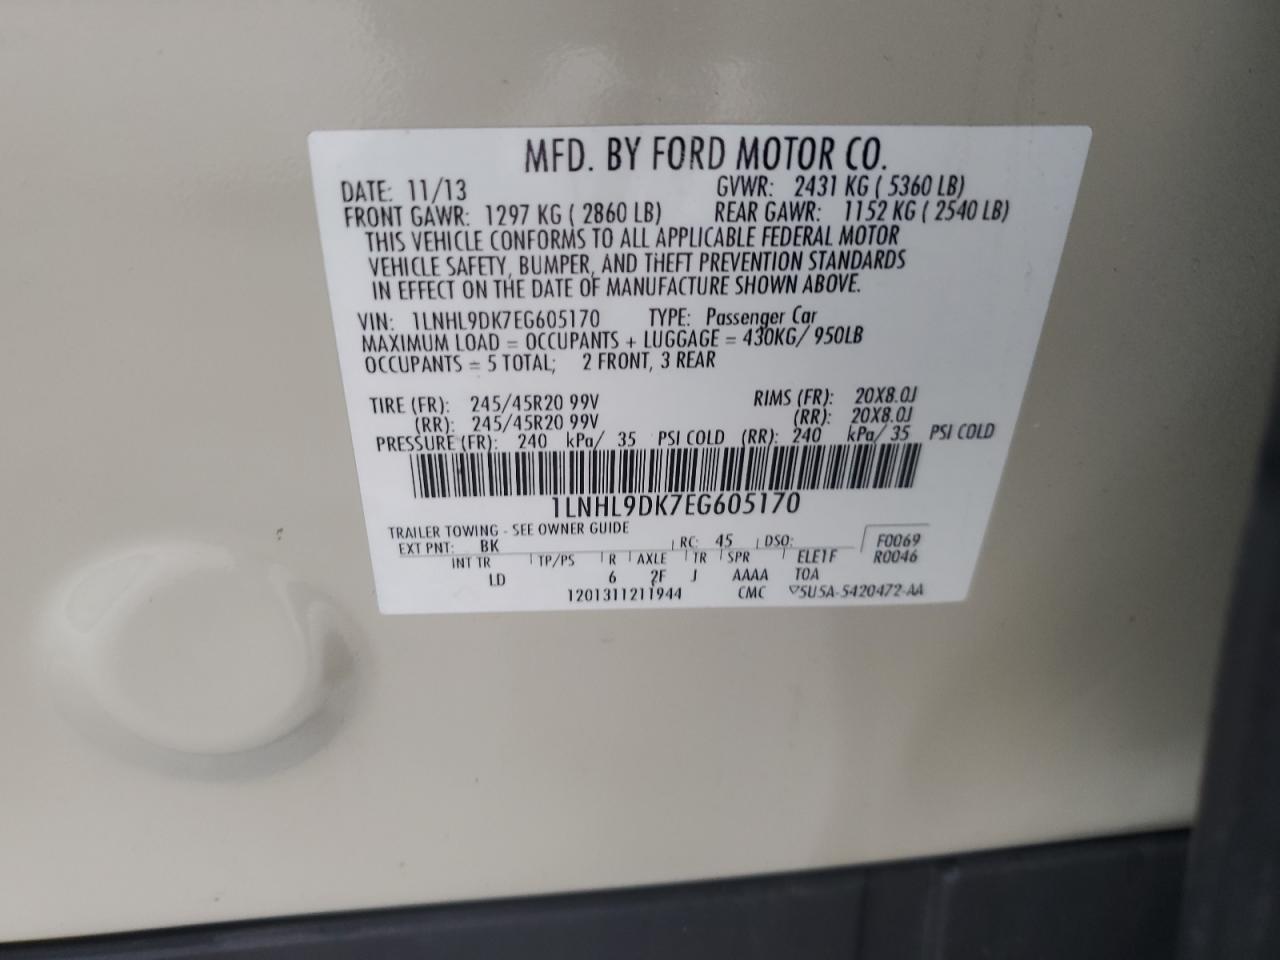 MFD. BY FORD MOTOR CO.
DATE: 11/13 GVWR: 2431 KG ( 5360 LB)
FRONT GAWR: 1297 KG ( 2860 LB) REAR GAWR: 1152 KG ( 2540 LB)
THIS VEHICLE CONFORMS TO ALL APPLICABLE FEDERAL MOTOR
VEHICLE SAFETY, BUMPER, AND THEFT PREVENTION STANDARDS
IN EFFECT ON THE DATE OF MANUFACTURE SHOWN ABOVE.
VIN: 1LNHL9DK7EG605170 TYPE: Passenger Car
MAXIMUM LOAD = OCCUPANTS + LUGGAGE = 430KG/ 950LB
OCCUPANTS = 5 TOTAL; 2 FRONT, 3 REAR
TIRE (FR): 245/45R20 99V RIMS (FR): 20X8.0J
(RR): 245/45R20 99V (RR): 20X8.0J
PRESSURE (FR): 240 kPa/ 35 PSI COLD (RR): 240 kPa/ 35 PSI COLD
1LNHL9DK7EG605170
TRAILER TOWING - SEE OWNER GUIDE
EXT PNT: BK RC: 45 DSO: F0069
INT TR TP/PS R AXLE TR SPR ELE1F R0046
LD 6 2F J AAAA TOA
1201311211944 CMC ▽5U5A-5420472-AA